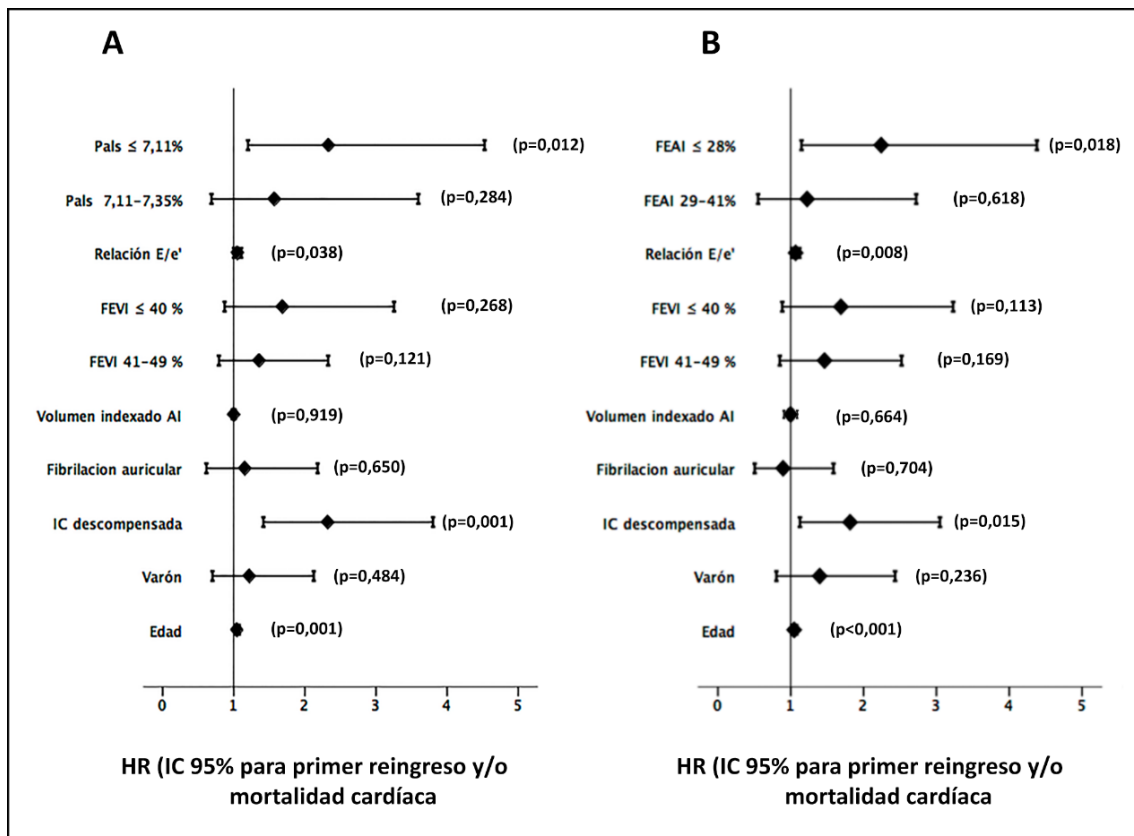 A
Pals ≤ 7,11% (p=0,012)
Pals 7,11-7,35% (p=0,284)
Relación E/e' (p=0,038)
FEVI ≤ 40 % (p=0,268)
FEVI 41-49 % (p=0,121)
Volumen indexado AI (p=0,919)
Fibrilacion auricular (p=0,650)
IC descompensada (p=0,001)
Varón (p=0,484)
Edad (p=0,001)
0 1 2 3 4 5
HR (IC 95% para primer reingreso y/o
mortalidad cardíaca
B
FEAI ≤ 28% (p=0,018)
FEAI 29-41% (p=0,618)
Relación E/e' (p=0,008)
FEVI ≤ 40 % (p=0,113)
FEVI 41-49 % (p=0,169)
Volumen indexado AI (p=0,664)
Fibrilacion auricular (p=0,704)
IC descompensada (p=0,015)
Varón (p=0,236)
Edad (p<0,001)
0 1 2 3 4 5
HR (IC 95% para primer reingreso y/o
mortalidad cardíaca